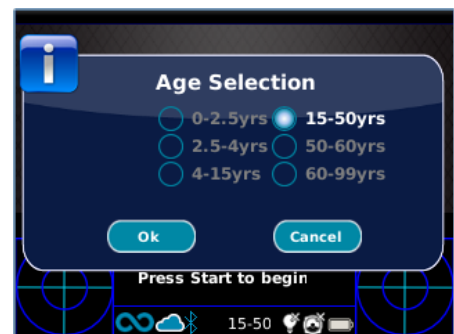 Age Selection
0-2.5yrs 15-50yrs
2.5-4yrs 50-60yrs
4-15yrs 60-99yrs
Ok Cancel
Press Start to begin
15-50